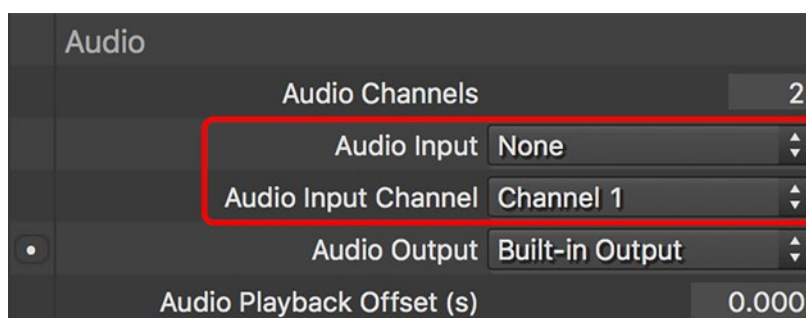 Audio
Audio Channels 2
Audio Input None
Audio Input Channel Channel 1
Audio Output Built-in Output
Audio Playback Offset (s) 0.000